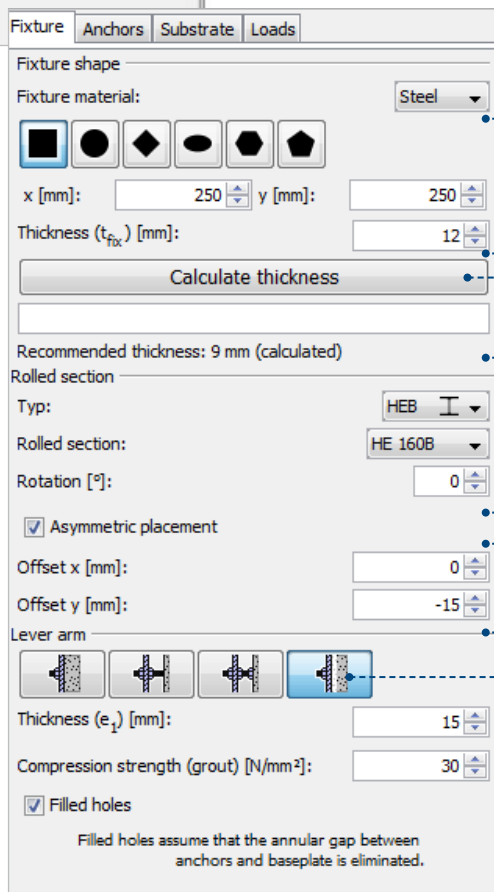 Fixture Anchors Substrate Loads
Fixture shape
Fixture material: Steel
x [mm]: 250 y [mm]: 250
Thickness (tfix) [mm]: 12
Calculate thickness
Recommended thickness: 9 mm (calculated)
Rolled section
Typ: HEB
Rolled section: HE 160B
Rotation [°]: 0
Asymmetric placement
Offset x [mm]: 0
Offset y [mm]: -15
Lever arm
Thickness (e1) [mm]: 15
Compression strength (grout) [N/mm²]: 30
Filled holes
Filled holes assume that the annular gap between
anchors and baseplate is eliminated.